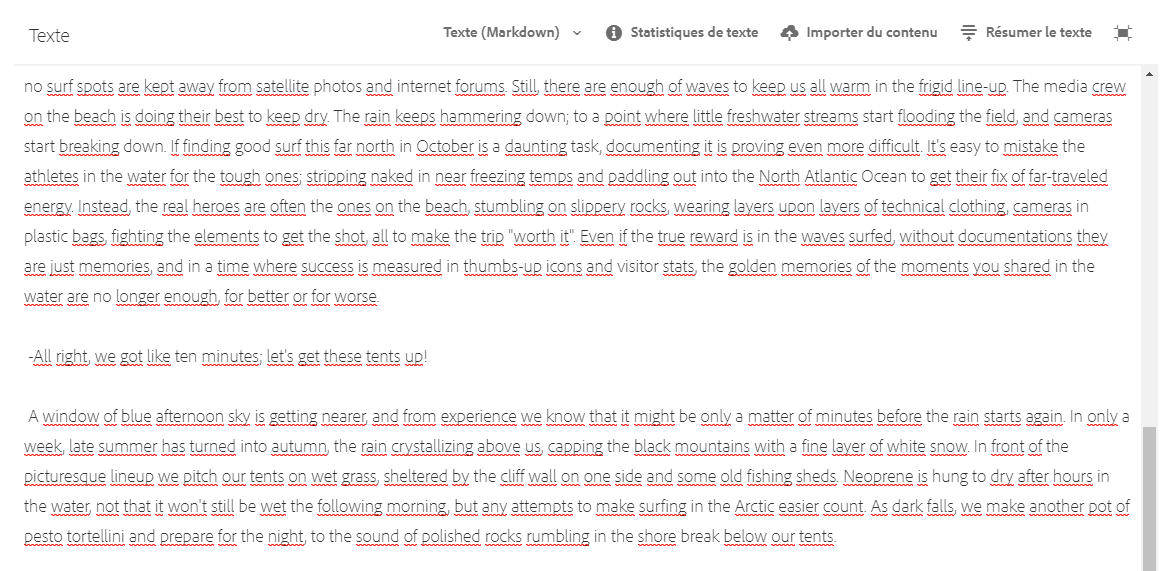 Texte
Texte (Markdown)
Statistiques de texte
Importer du contenu
Résumer le texte
no surf spots are kept away from satellite photos and internet forums. Still, there are enough of waves to keep us all warm in the frigid line-up. The media crew
on the beach is doing their best to keep dry. The rain keeps hammering down; to a point where little freshwater streams start flooding the field, and cameras
start breaking down. If finding good surf this far north in October is a daunting task, documenting it is proving even more difficult. It's easy to mistake the
athletes in the water for the tough ones; stripping naked in near freezing temps and paddling out into the North Atlantic Ocean to get their fix of far-traveled
energy. Instead, the real heroes are often the ones on the beach, stumbling on slippery rocks, wearing layers upon layers of technical clothing, cameras in
plastic bags, fighting the elements to get the shot, all to make the trip "worth it". Even if the true reward is in the waves surfed, without documentations they
are just memories, and in a time where success is measured in thumbs-up icons and visitor stats, the golden memories of the moments you shared in the
water are no longer enough, for better or for worse.
-All right, we got like ten minutes; let's get these tents up!
A window of blue afternoon sky is getting nearer, and from experience we know that it might be only a matter of minutes before the rain starts again. In only a
week, late summer has turned into autumn, the rain crystallizing above us, capping the black mountains with a fine layer of white snow. In front of the
picturesque lineup we pitch our tents on wet grass, sheltered by the cliff wall on one side and some old fishing sheds. Neoprene is hung to dry after hours in
the water, not that it won't still be wet the following morning, but any attempts to make surfing in the Arctic easier count. As dark falls, we make another pot of
pesto tortellini and prepare for the night, to the sound of polished rocks rumbling in the shore break below our tents.